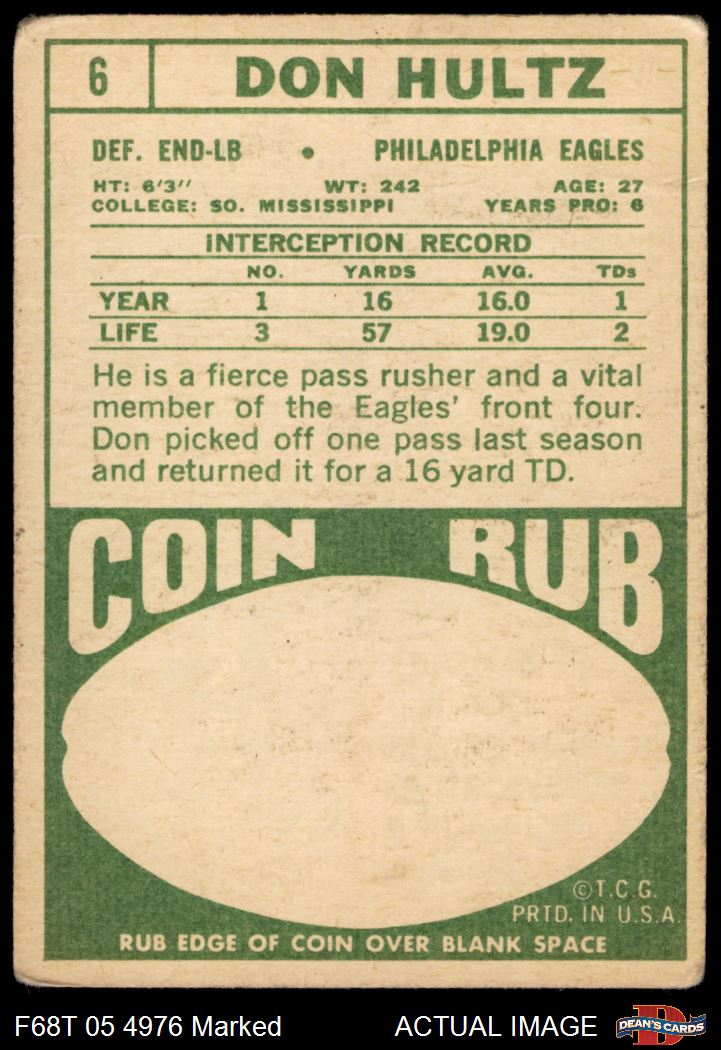 6 DON HULTZ
DEF. END-LB • PHILADELPHIA EAGLES
HT: 6'3'' WT: 242 AGE: 27
COLLEGE: SO. MISSISSIPPI YEARS PRO: 6
INTERCEPTION RECORD
NO. YARDS AVG. TDs
YEAR 1 16 16.0 1
LIFE 3 57 19.0 2
He is a fierce pass rusher and a vital
member of the Eagles' front four.
Don picked off one pass last season
and returned it for a 16 yard TD.
COIN RUB
©T.C.G.
PRTD. IN U.S.A.
RUB EDGE OF COIN OVER BLANK SPACE
F68T 05 4976 Marked ACTUAL IMAGE D DEAN'S CARDS